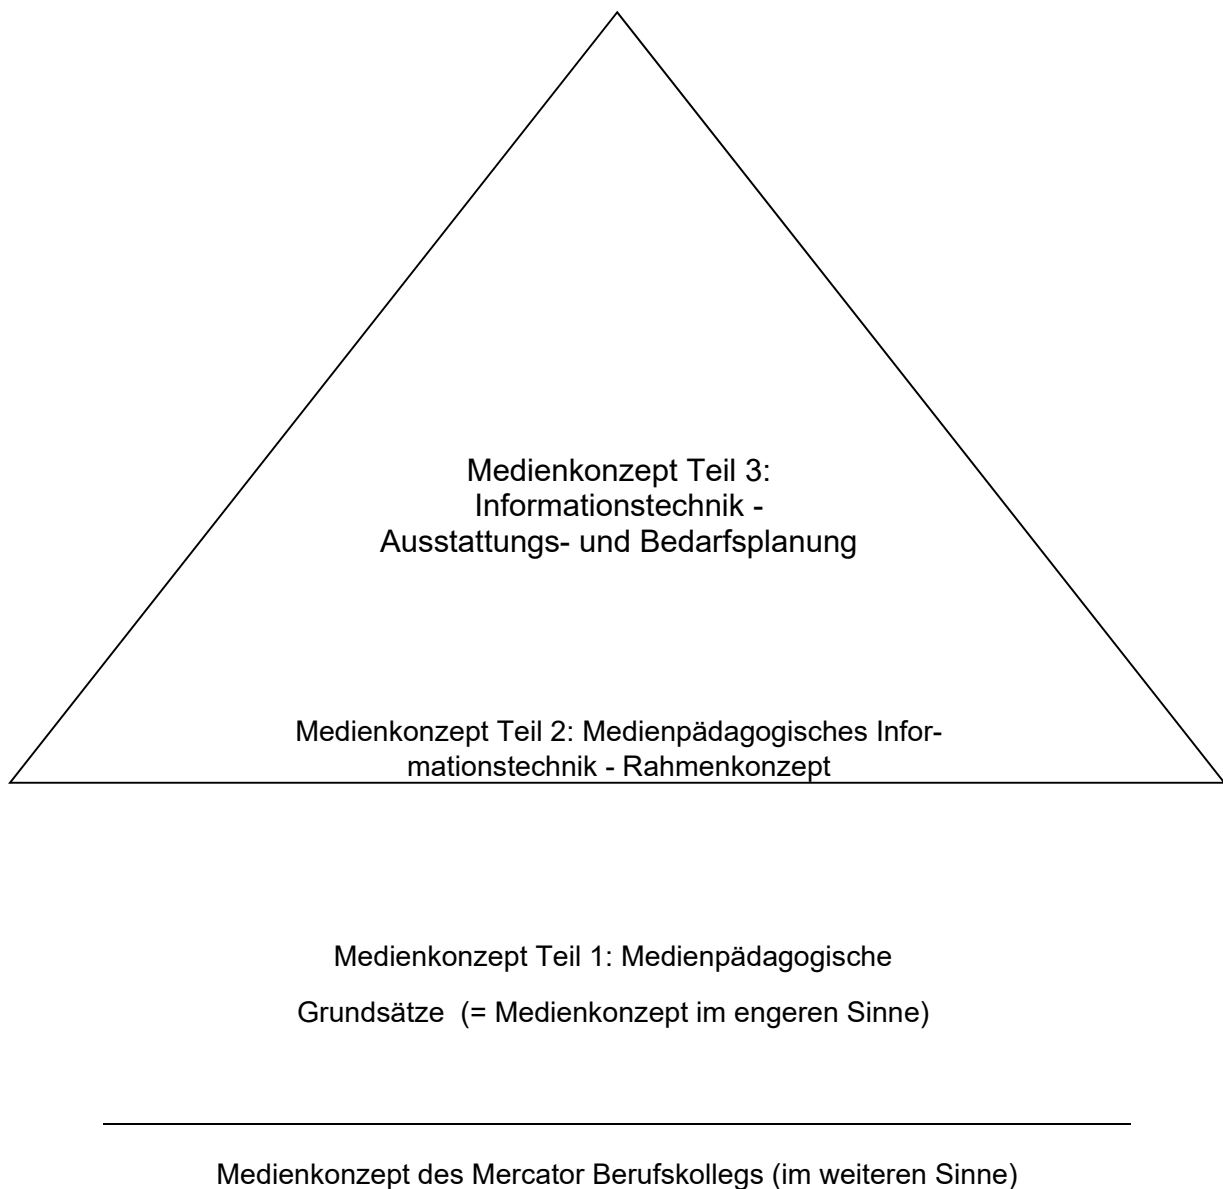 Medienkonzept Teil 3:
Informationstechnik -
Ausstattungs- und Bedarfsplanung
Medienkonzept Teil 2: Medienpädagogisches Infor-
mationstechnik - Rahmenkonzept
Medienkonzept Teil 1: Medienpädagogische
Grundsätze (= Medienkonzept im engeren Sinne)
Medienkonzept des Mercator Berufskollegs (im weiteren Sinne)